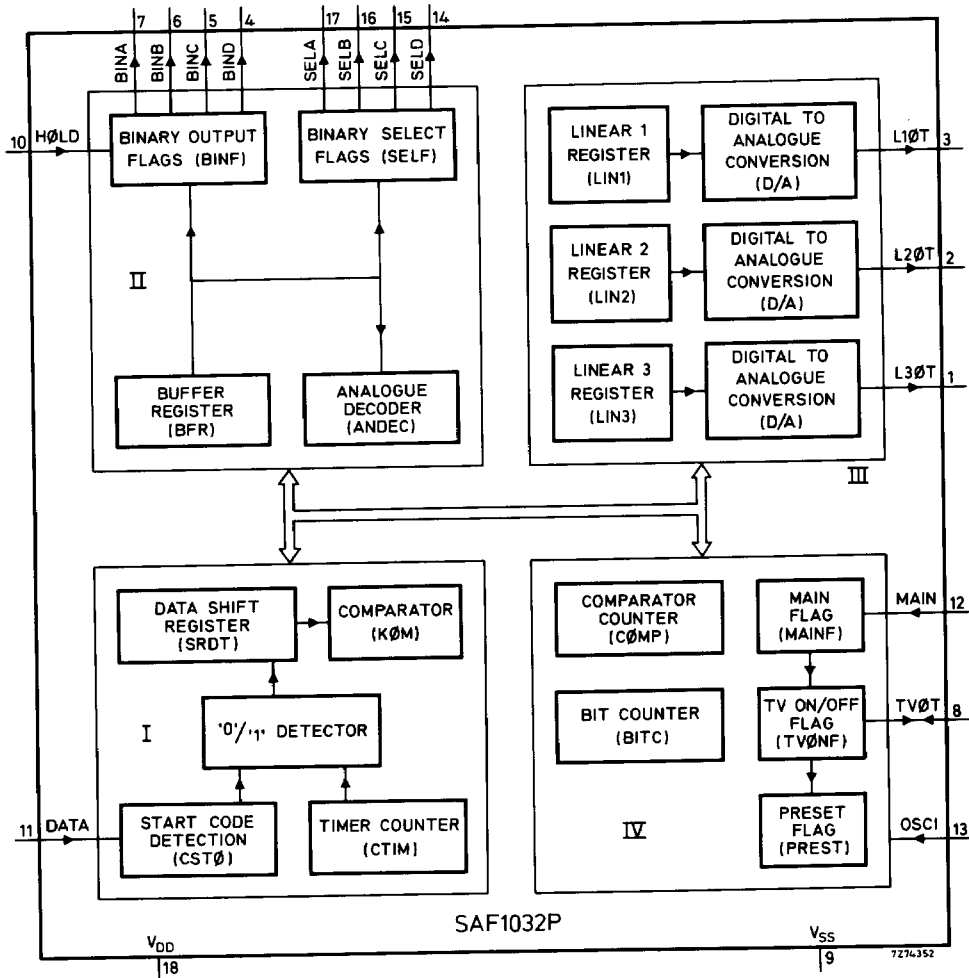 7 6 5 4 17 16 15 14
BINA BINB BINC BIND SELA SELB SELC SELD
10 HØLD
BINARY OUTPUT
FLAGS (BINF)
BINARY SELECT
FLAGS (SELF)
II
BUFFER
REGISTER
(BFR)
ANALOGUE
DECODER
(ANDEC)
LINEAR 1
REGISTER
(LIN1)
DIGITAL TO
ANALOGUE
CONVERSION
(D/A)
L1ØT 3
LINEAR 2
REGISTER
(LIN2)
DIGITAL TO
ANALOGUE
CONVERSION
(D/A)
L2ØT 2
LINEAR 3
REGISTER
(LIN3)
DIGITAL TO
ANALOGUE
CONVERSION
(D/A)
L3ØT 1
III
DATA SHIFT
REGISTER
(SRDT)
COMPARATOR
(KØM)
I
'0'/'1' DETECTOR
11 DATA
START CODE
DETECTION
(CSTØ)
TIMER COUNTER
(CTIM)
COMPARATOR
COUNTER
(CØMP)
MAIN
FLAG
(MAINF)
MAIN 12
BIT COUNTER
(BITC)
TV ON/OFF
FLAG
(TVØNF)
TVØT 8
IV
PRESET
FLAG
(PREST)
OSCI 13
SAF1032P
VDD
18
VSS
9
7Z74352